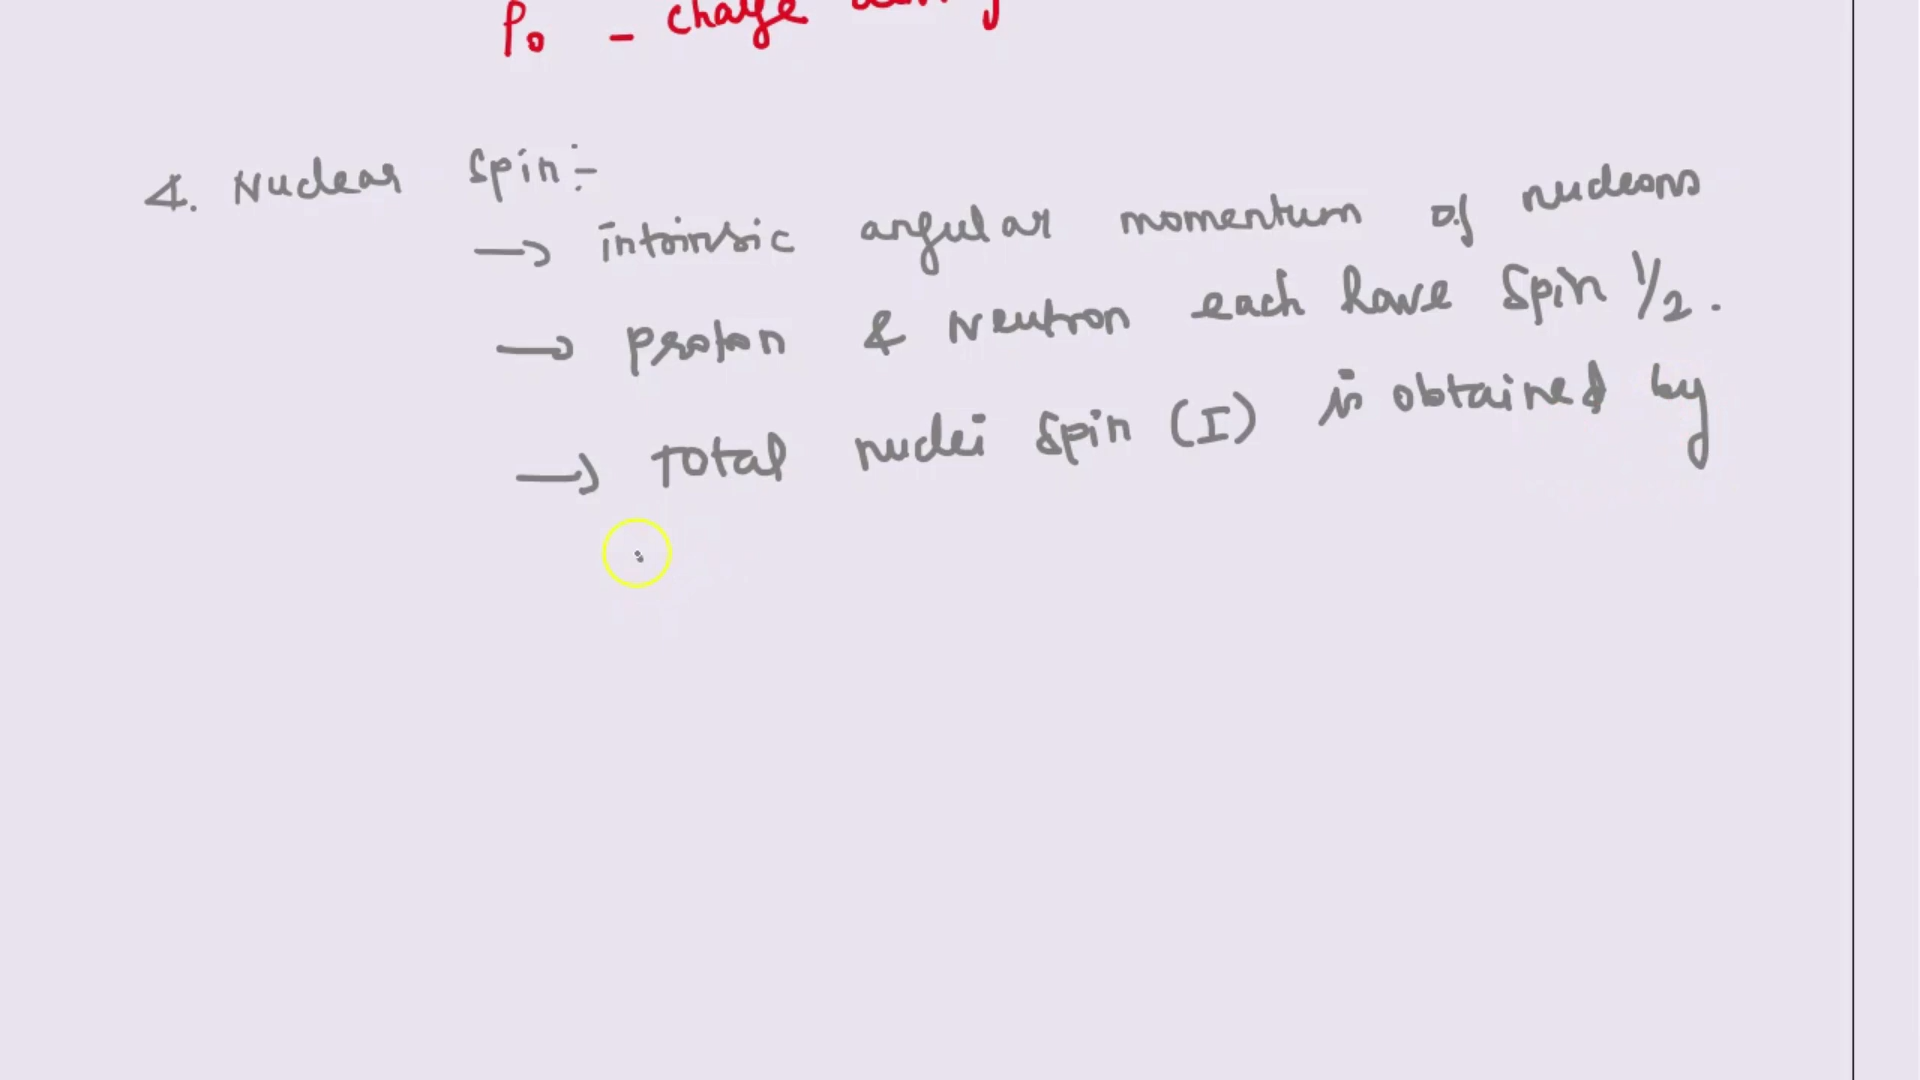 ρ₀ - charge
4. Nuclear Spin:-
→ intrinsic angular momentum of nucleons
→ proton & Neutron each have Spin 1/2.
→ Total nuclei Spin (I) is obtained by